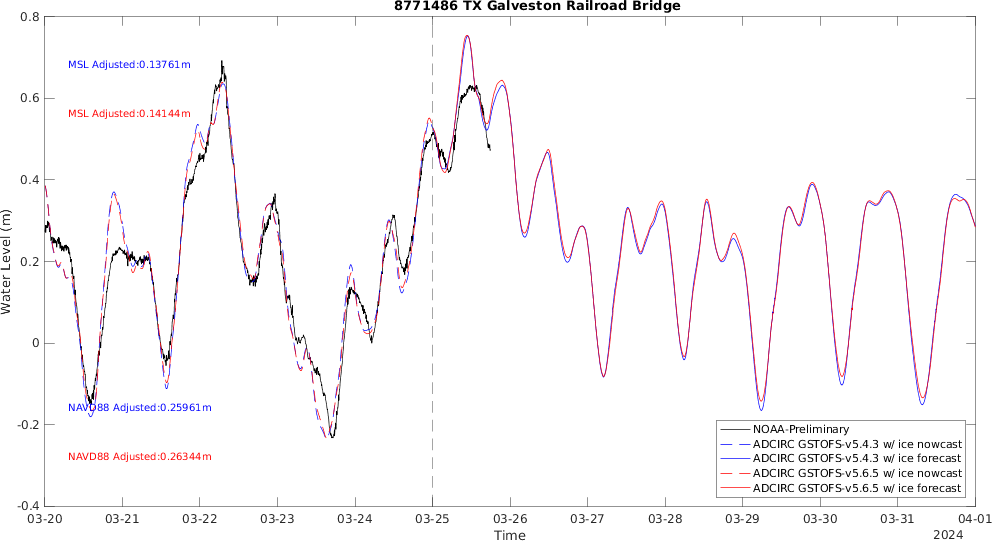 8771486 TX Galveston Railroad Bridge
0.8
0.6
0.4
0.2
0
-0.2
-0.4
Water Level (m)
MSL Adjusted:0.13761m
MSL Adjusted:0.14144m
NAVD88 Adjusted:0.25961m
NAVD88 Adjusted:0.26344m
NOAA-Preliminary
ADCIRC GSTOFS-v5.4.3 w/ ice nowcast
ADCIRC GSTOFS-v5.4.3 w/ ice forecast
ADCIRC GSTOFS-v5.6.5 w/ ice nowcast
ADCIRC GSTOFS-v5.6.5 w/ ice forecast
03-20 03-21 03-22 03-23 03-24 03-25 03-26 03-27 03-28 03-29 03-30 03-31 04-01
Time
2024